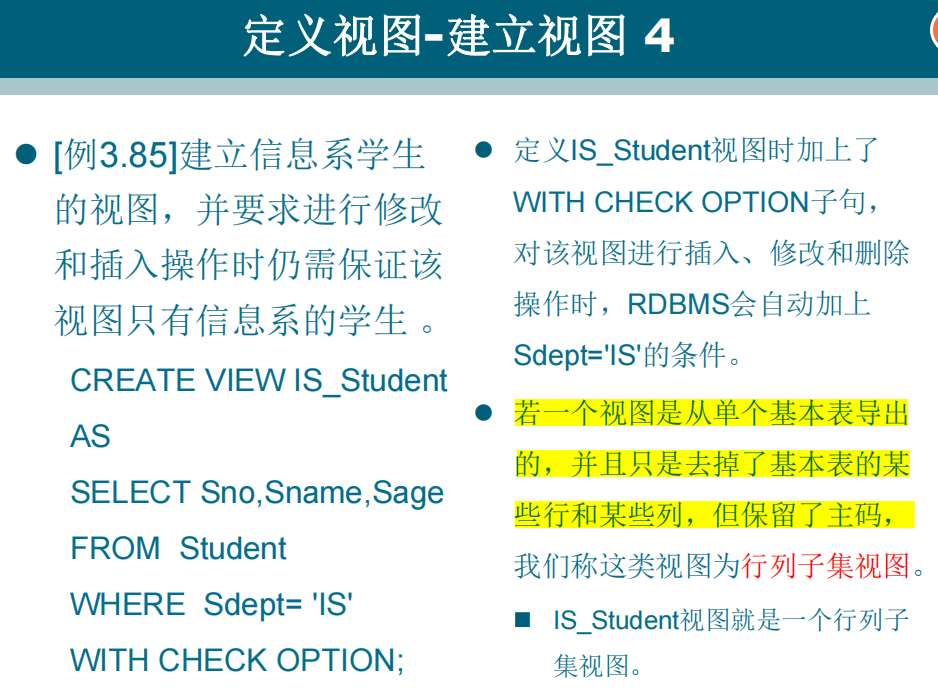 定义视图-建立视图 4
[例3.85]建立信息系学生
的视图，并要求进行修改
和插入操作时仍需保证该
视图只有信息系的学生 。
CREATE VIEW IS_Student
AS
SELECT Sno,Sname,Sage
FROM Student
WHERE Sdept= 'IS'
WITH CHECK OPTION;
定义IS_Student视图时加上了
WITH CHECK OPTION子句，
对该视图进行插入、修改和删除
操作时，RDBMS会自动加上
Sdept='IS'的条件。
若一个视图是从单个基本表导出
的，并且只是去掉了基本表的某
些行和某些列，但保留了主码，
我们称这类视图为行列子集视图。
IS_Student视图就是一个行列子
集视图。